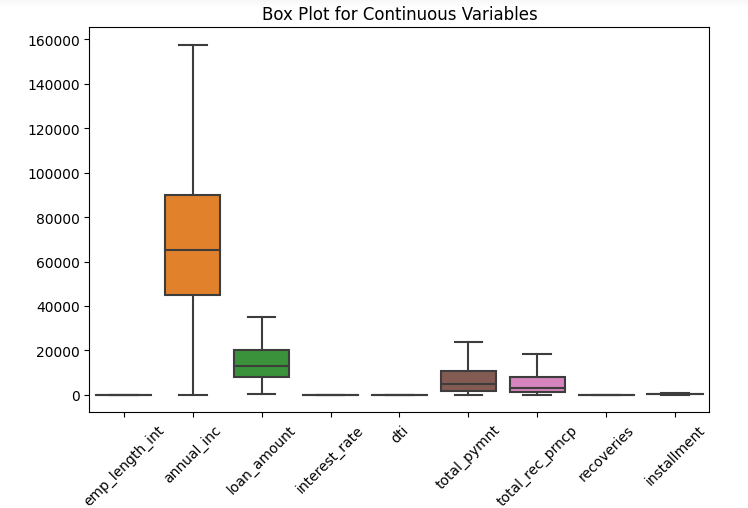 Box Plot for Continuous Variables
160000
140000
120000
100000
80000
60000
40000
20000
0
emp_length_int
annual_inc
loan_amount
interest_rate
dti
total_pymnt
total_rec_prncp
recoveries
installment